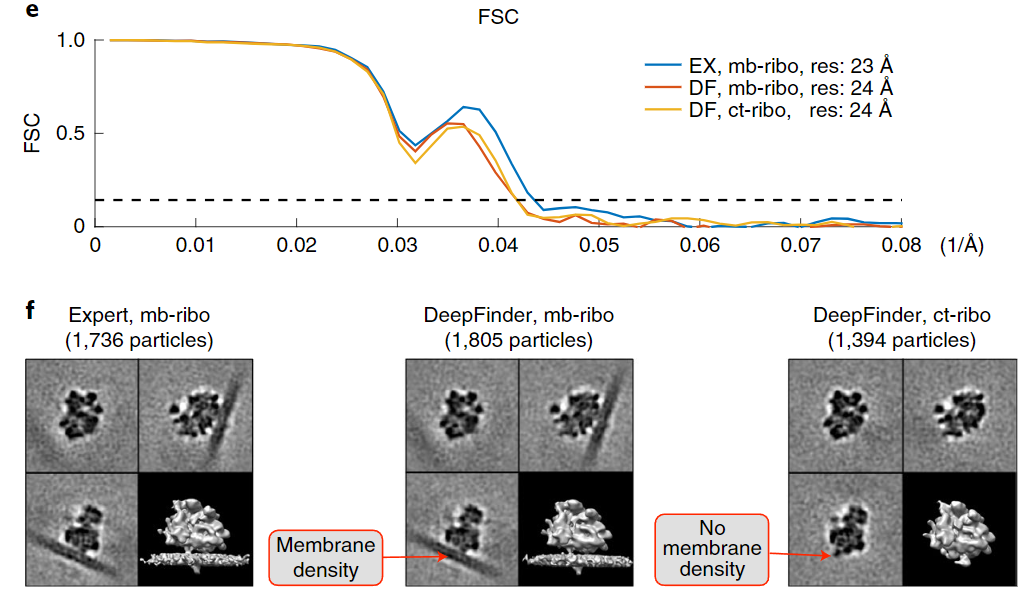 e
FSC
1.0
0.5
0
FSC
EX, mb-ribo, res: 23 Å
DF, mb-ribo, res: 24 Å
DF, ct-ribo, res: 24 Å
0 0.01 0.02 0.03 0.04 0.05 0.06 0.07 0.08 (1/Å)
f
Expert, mb-ribo
(1,736 particles)
DeepFinder, mb-ribo
(1,805 particles)
DeepFinder, ct-ribo
(1,394 particles)
Membrane
density
No
membrane
density